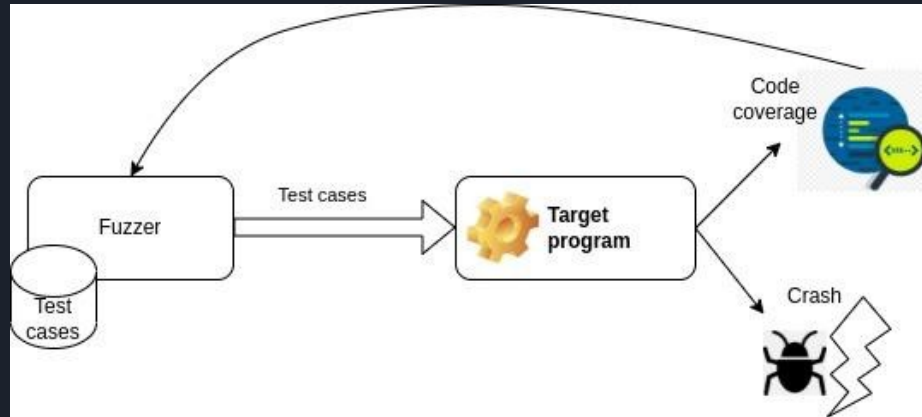 Code
coverage
Test cases
Fuzzer
Target
program
Test
cases
Crash